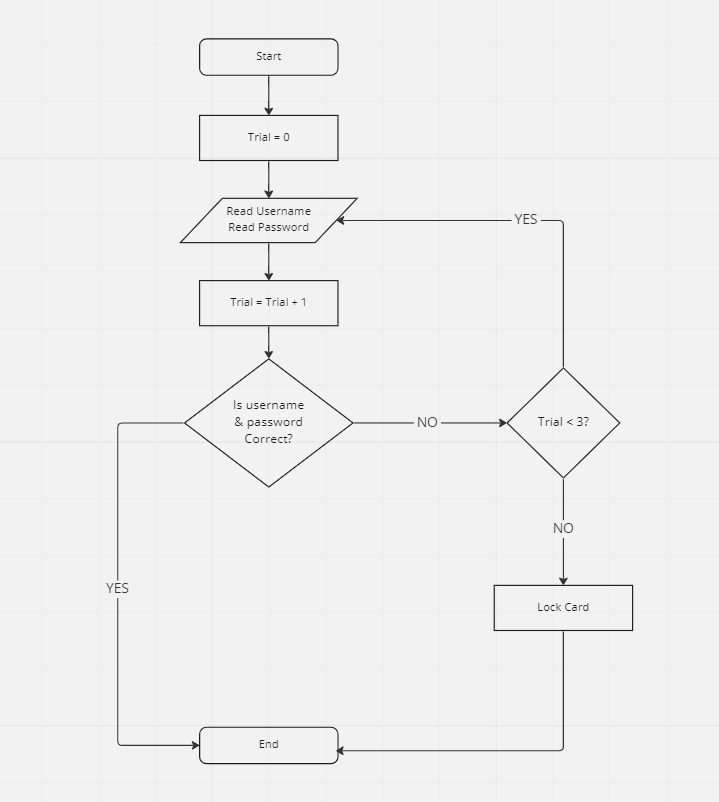 Start
Trial = 0
Read Username
Read Password
YES
Trial = Trial + 1
Is username
& password
Correct?
NO
Trial < 3?
NO
YES
Lock Card
End